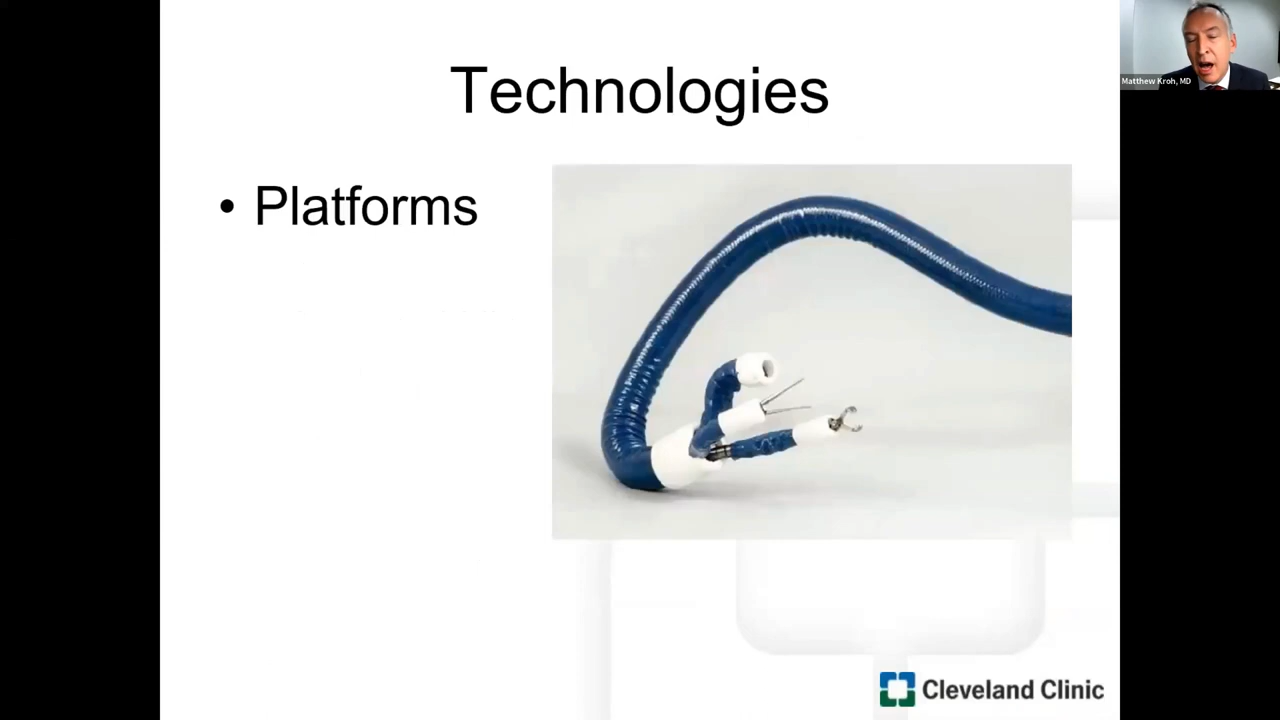 Technologies
Matthew Kroh, MD
• Platforms
Cleveland Clinic